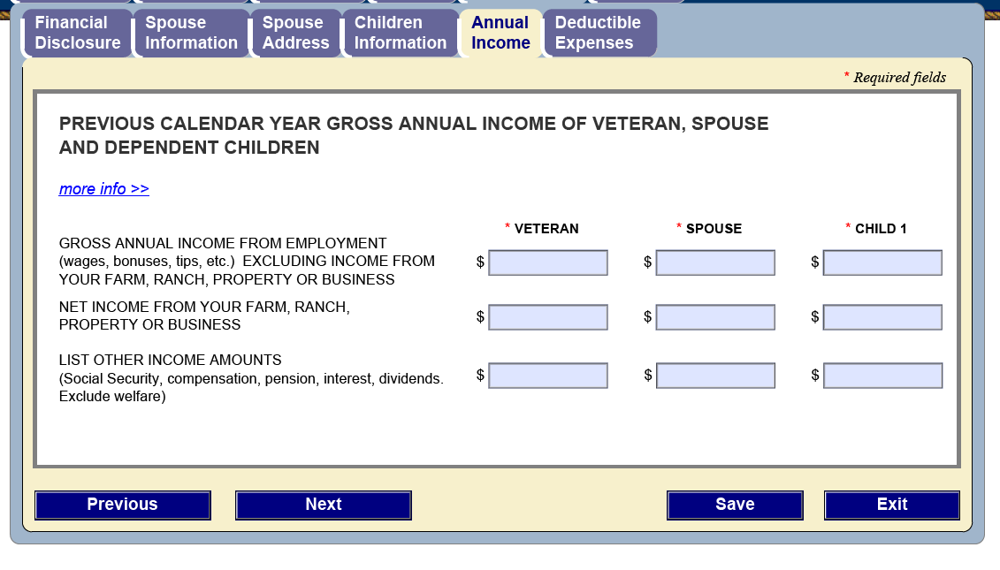 Financial Disclosure
Spouse Information
Spouse Address
Children Information
Annual Income
Deductible Expenses
* Required fields
PREVIOUS CALENDAR YEAR GROSS ANNUAL INCOME OF VETERAN, SPOUSE
AND DEPENDENT CHILDREN
more info >>
* VETERAN * SPOUSE * CHILD 1
GROSS ANNUAL INCOME FROM EMPLOYMENT
(wages, bonuses, tips, etc.) EXCLUDING INCOME FROM
YOUR FARM, RANCH, PROPERTY OR BUSINESS
$ $ $
NET INCOME FROM YOUR FARM, RANCH,
PROPERTY OR BUSINESS
$ $ $
LIST OTHER INCOME AMOUNTS
(Social Security, compensation, pension, interest, dividends.
Exclude welfare)
$ $ $
Previous Next Save Exit